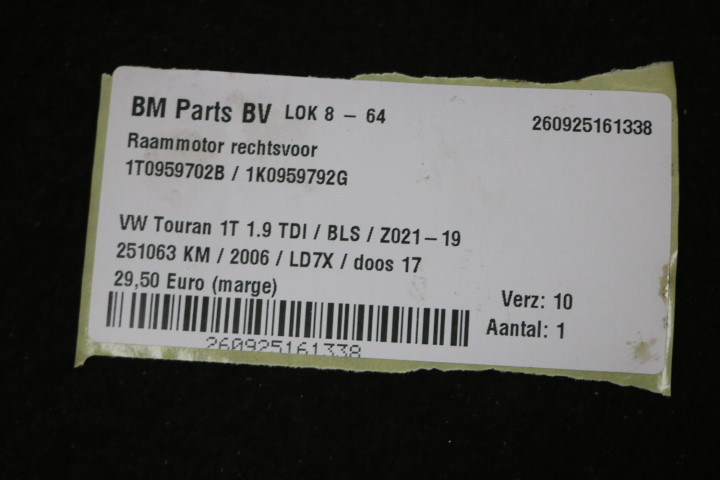 BM Parts BV LOK 8 - 64
260925161338
Raammotor rechtsvoor
1T0959702B / 1K0959792G
VW Touran 1T 1.9 TDI / BLS / Z021-19
251063 KM / 2006 / LD7X / doos 17
29,50 Euro (marge)
Verz: 10
Aantal: 1
260925161338